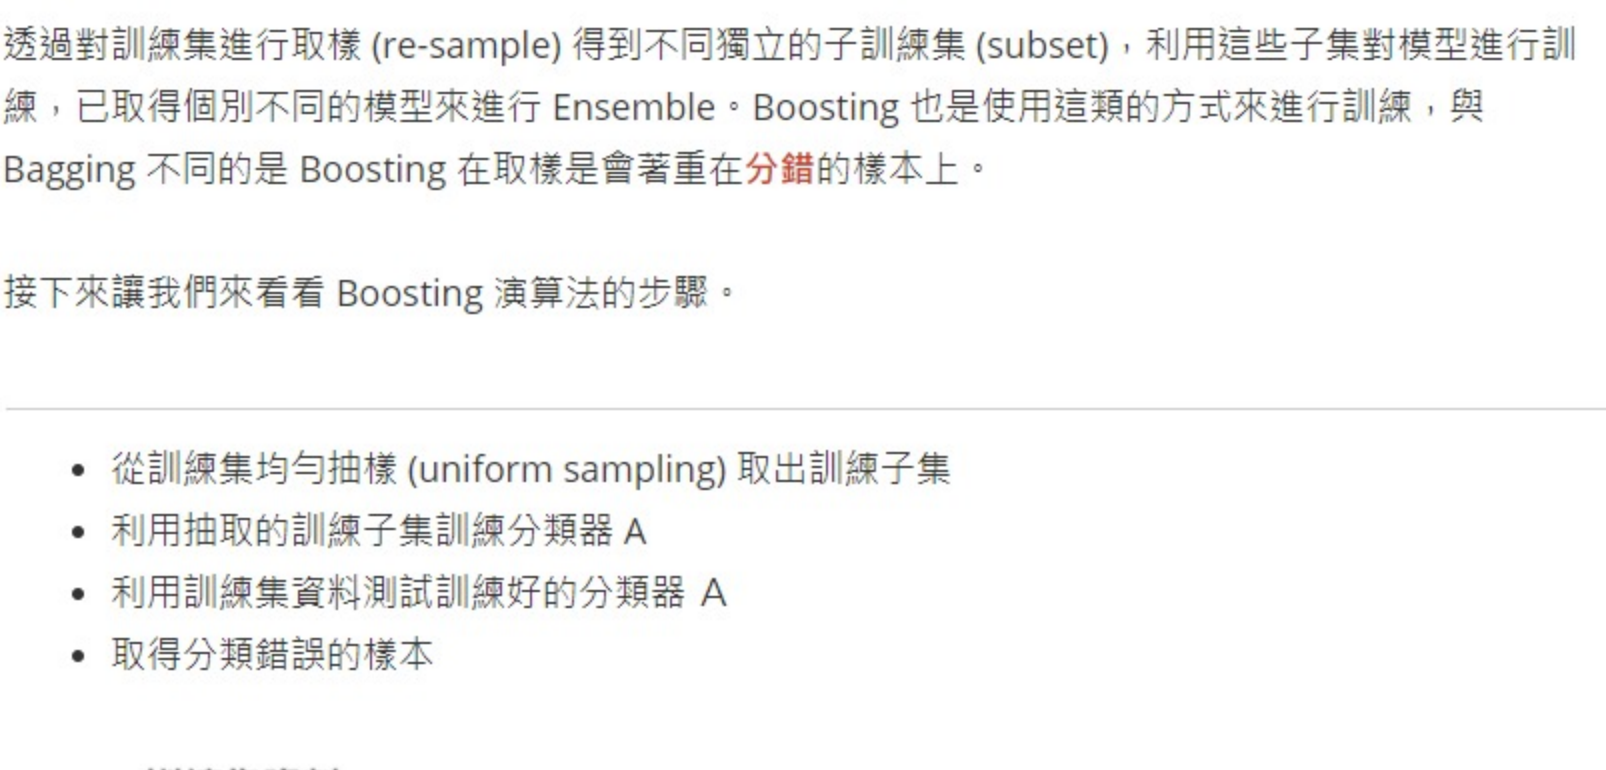 透過對訓練集進行取樣 (re-sample) 得到不同獨立的子訓練集 (subset)，利用這些子集對模型進行訓
練，已取得個別不同的模型來進行 Ensemble。Boosting 也是使用這類的方式來進行訓練，與
Bagging 不同的是 Boosting 在取樣是會著重在分錯的樣本上。
接下來讓我們來看看 Boosting 演算法的步驟。
• 從訓練集均勻抽樣 (uniform sampling) 取出訓練子集
• 利用抽取的訓練子集訓練分類器 A
• 利用訓練集資料測試訓練好的分類器 A
• 取得分類錯誤的樣本